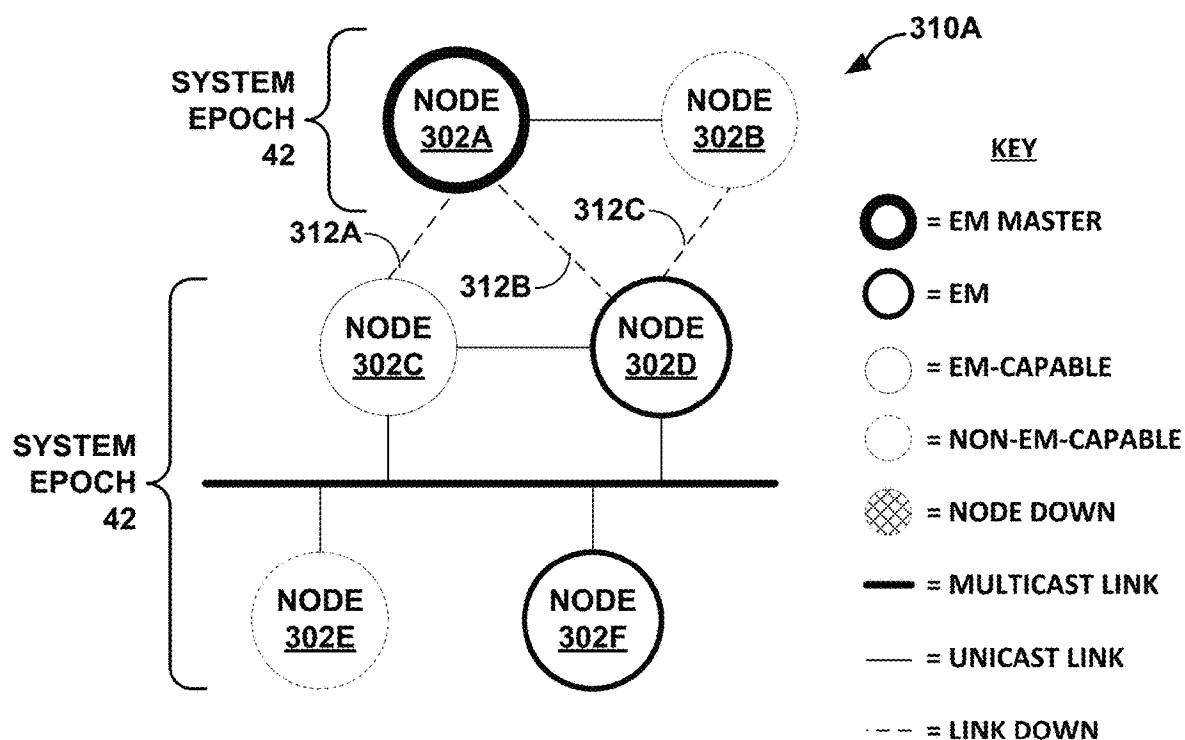 310A
SYSTEM
EPOCH
42
NODE
302A
NODE
302B
312A
312B
312C
SYSTEM
EPOCH
42
NODE
302C
NODE
302D
NODE
302E
NODE
302F
KEY
= EM MASTER
= EM
= EM-CAPABLE
= NON-EM-CAPABLE
= NODE DOWN
= MULTICAST LINK
= UNICAST LINK
= LINK DOWN